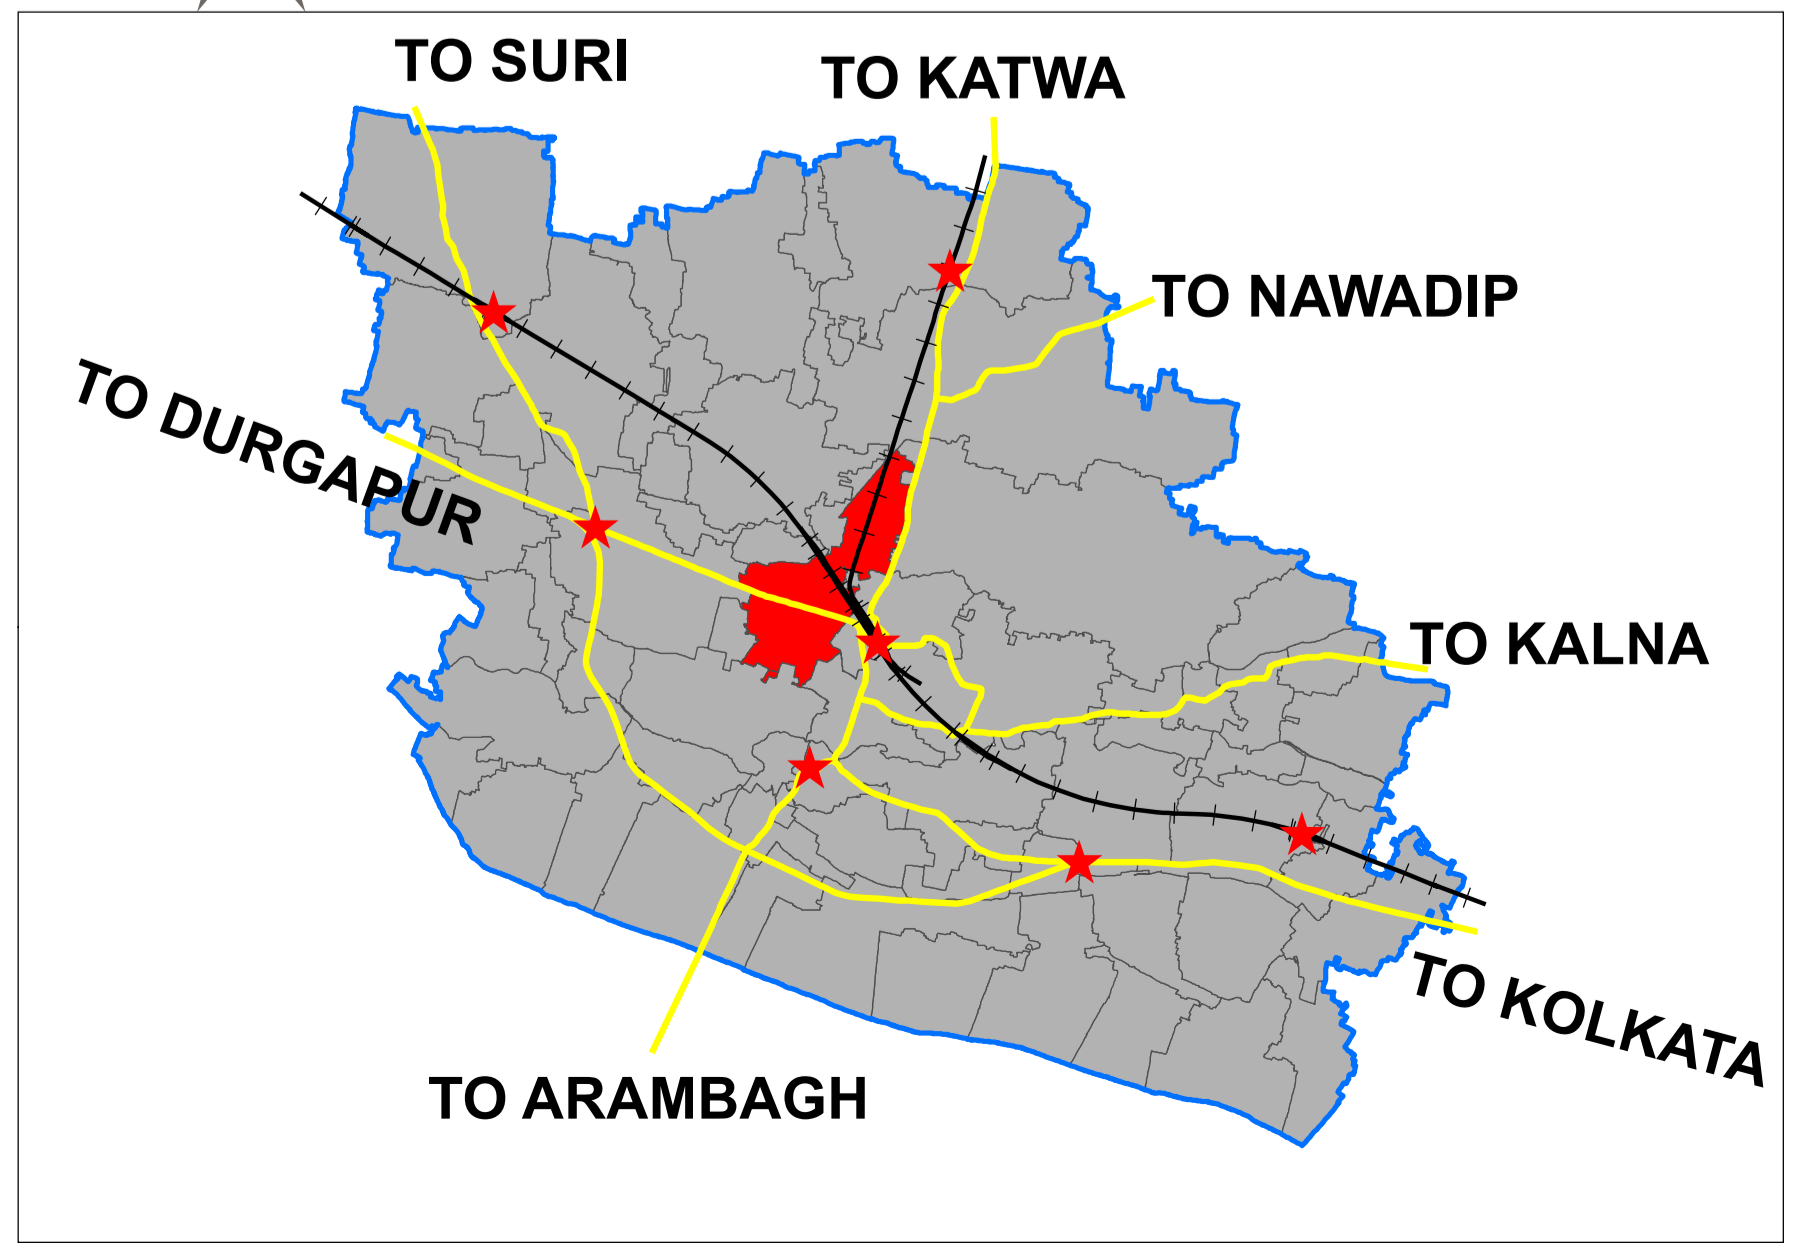 TO SURI
TO KATWA
TO NAWADIP
TO DURGAPUR
TO KALNA
TO KOLKATA
TO ARAMBAGH